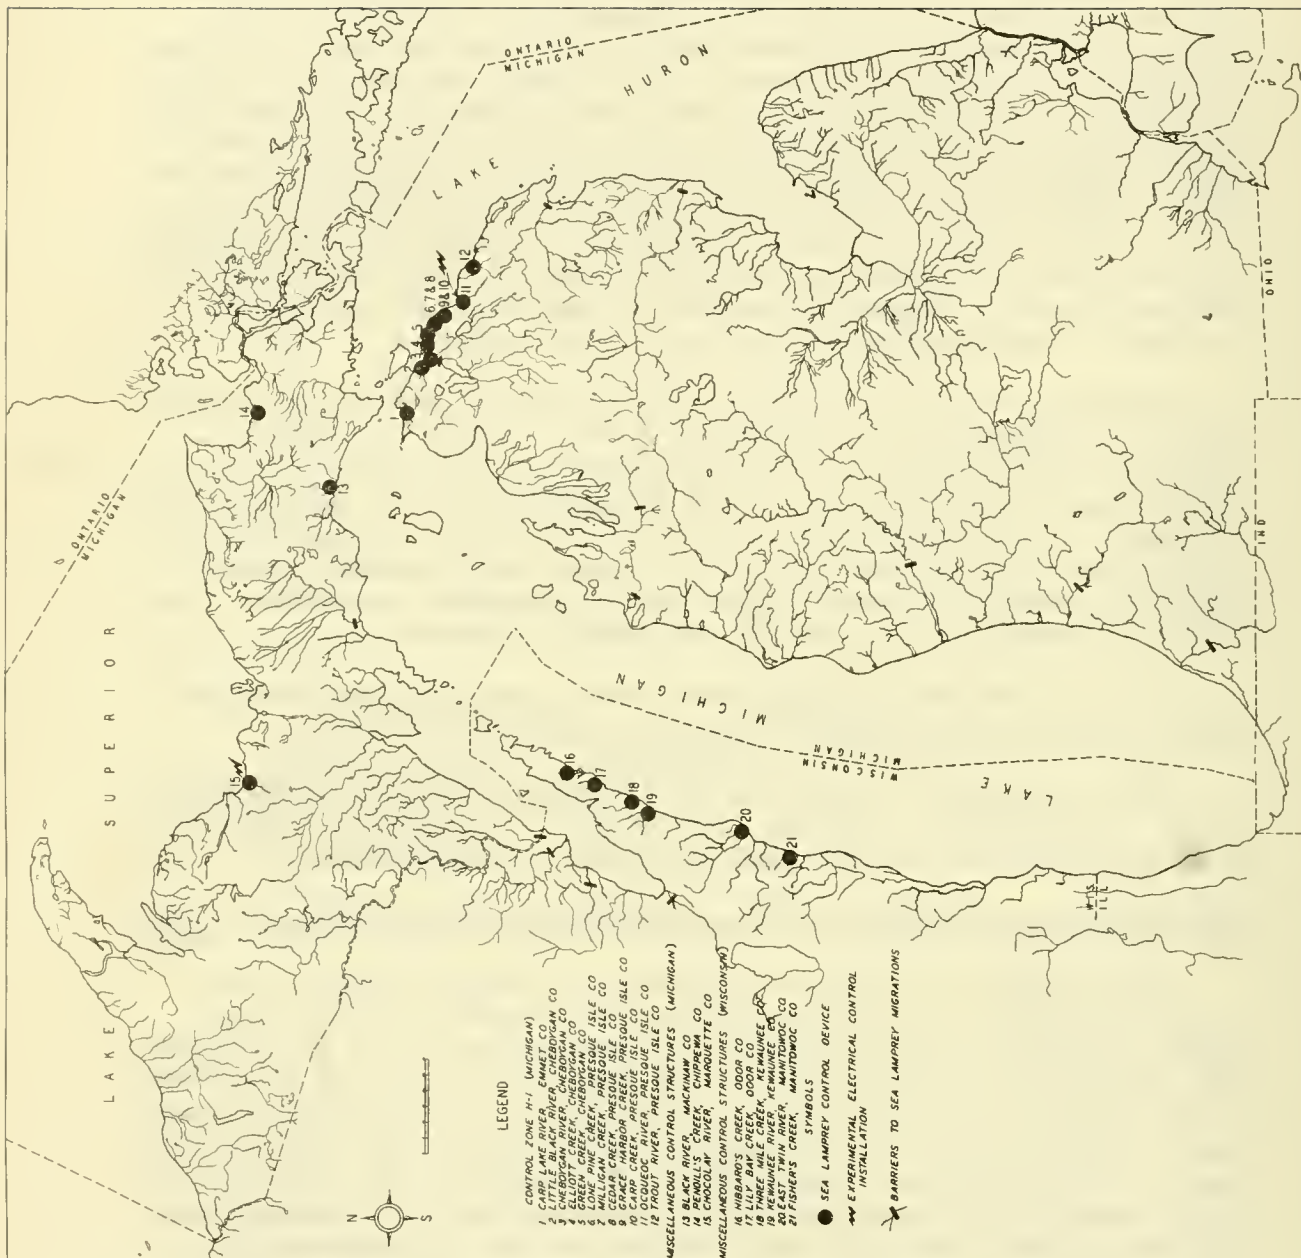 ONTARIO
MICHIGAN
HURON
LAKE
ONTARIO
MICHIGAN
LAKE SUPERIOR
LAKE MICHIGAN
WISCONSIN
MICHIGAN
OHIO
IND
WIS
ILL
1
3
4
5
6,7&8
9&10
11
12
13
14
15
16
17
18
19
20
21
N
S
LEGEND
CONTROL ZONE H-1 (MICHIGAN)
1 CARP LAKE RIVER, EMMET CO
2 LITTLE BLACK RIVER, CHEBOYGAN CO
3 CHEBOYGAN RIVER, CHEBOYGAN CO
4 ELLIOTT CREEK, CHEBOYGAN CO
5 GREEN CREEK, CHEBOYGAN CO
6 LONE PINE CREEK, PRESQUE ISLE CO
7 MILLIGAN CREEK, PRESQUE ISLE CO
8 CEDAR CREEK, PRESQUE ISLE CO
9 GRACE HARBOR CREEK, PRESQUE ISLE CO
10 CARP CREEK, PRESQUE ISLE CO
11 OCQUEOC RIVER, PRESQUE ISLE CO
12 TROUT RIVER, PRESQUE ISLE CO
MISCELLANEOUS CONTROL STRUCTURES (MICHIGAN)
13 BLACK RIVER, MACKINAW CO
14 PENDILL'S CREEK, CHIPPEWA CO
15 CHOCOLAY RIVER, MARQUETTE CO
MISCELLANEOUS CONTROL STRUCTURES (WISCONSIN)
16 HIBBARD'S CREEK, DOOR CO
17 LILY BAY CREEK, DOOR CO
18 THREE MILE CREEK, KEWAUNEE CO
19 KEWAUNEE RIVER, KEWAUNEE CO
20 EAST TWIN RIVER, MANITOWOC CO
21 FISHER'S CREEK, MANITOWOC CO
SYMBOLS
SEA LAMPREY CONTROL DEVICE
EXPERIMENTAL ELECTRICAL CONTROL
INSTALLATION
BARRIERS TO SEA LAMPREY MIGRATIONS